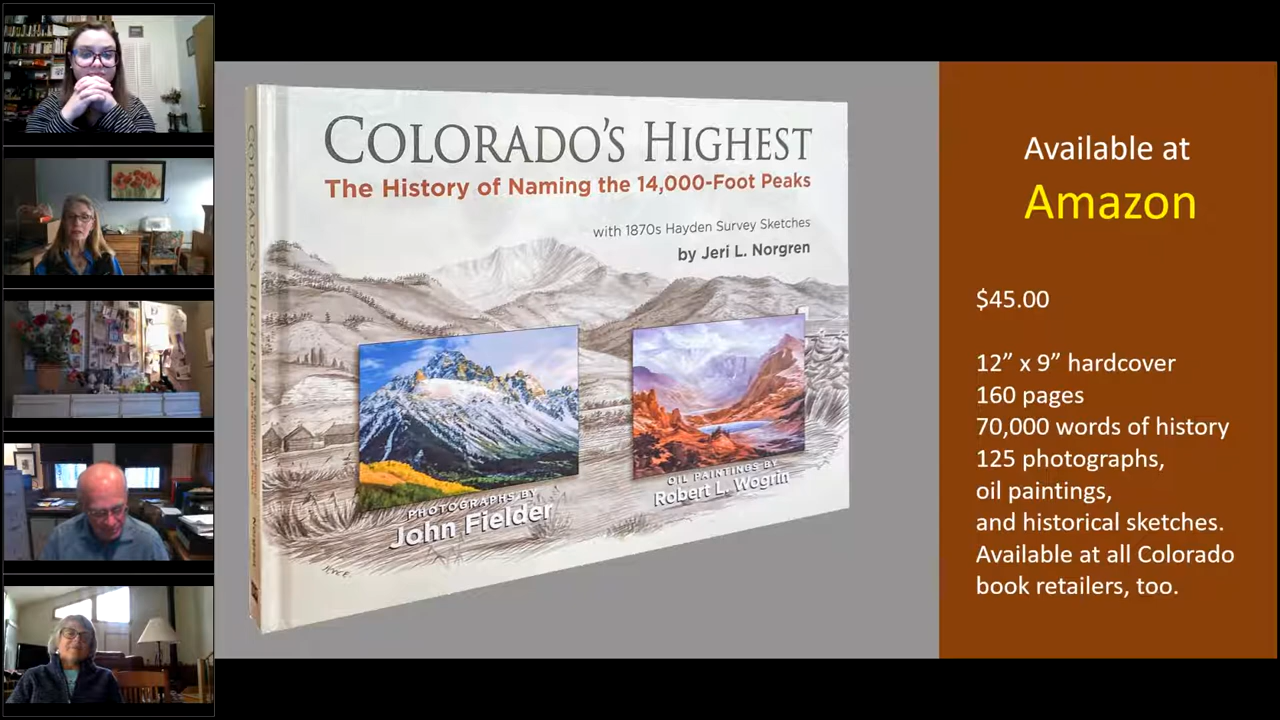 COLORADO'S HIGHEST
The History of Naming the 14,000-Foot Peaks
with 1870s Hayden Survey Sketches
by Jeri L. Norgren
PHOTOGRAPHS BY
John Fielder
OIL PAINTINGS BY
Robert L. Wogrin
COLORADO'S HIGHEST
Available at
Amazon
$45.00
12” x 9” hardcover
160 pages
70,000 words of history
125 photographs,
oil paintings,
and historical sketches.
Available at all Colorado
book retailers, too.